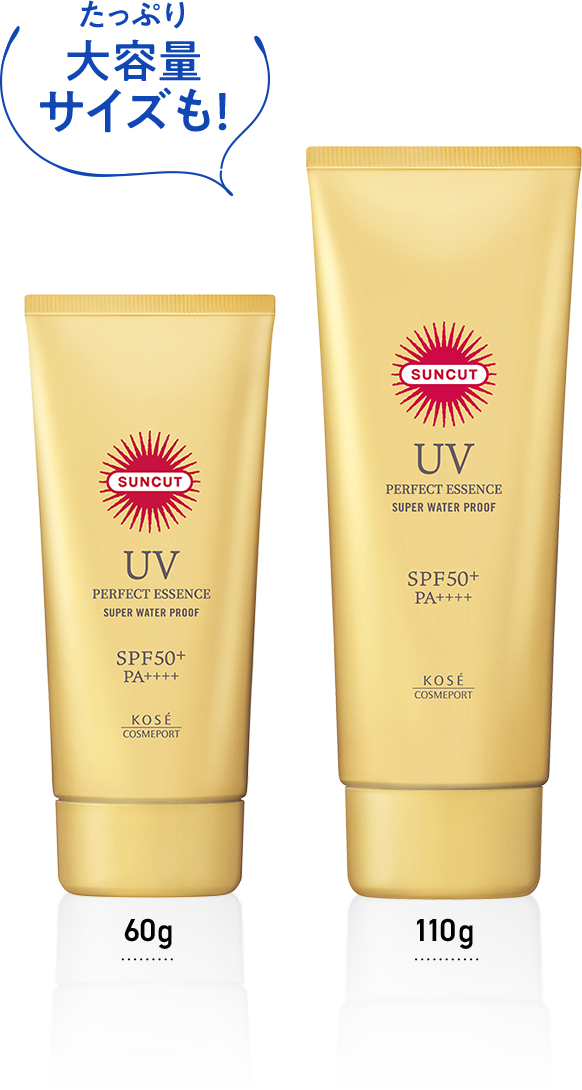 たっぷり
大容量
サイズも!
SUNCUT
UV
PERFECT ESSENCE
SUPER WATER PROOF
SPF50+
PA++++
KOSÉ
COSMEPORT
60g
SUNCUT
UV
PERFECT ESSENCE
SUPER WATER PROOF
SPF50+
PA++++
KOSÉ
COSMEPORT
110g